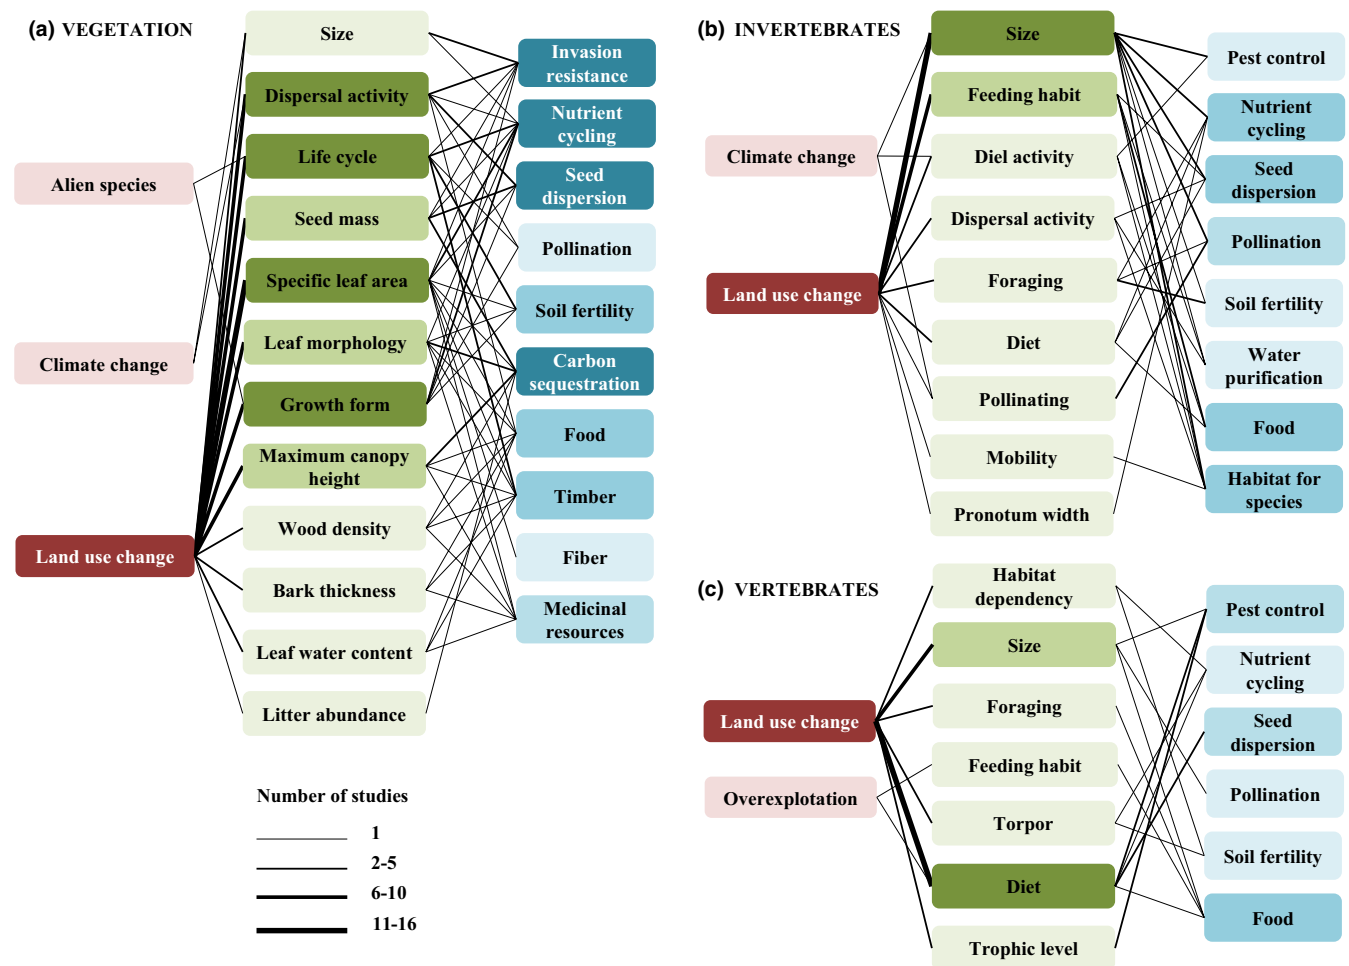 (a) VEGETATION
Size
Dispersal activity
Life cycle
Seed mass
Specific leaf area
Leaf morphology
Growth form
Maximum canopy
height
Wood density
Bark thickness
Leaf water content
Litter abundance
Alien species
Climate change
Land use change
Invasion
resistance
Nutrient
cycling
Seed
dispersion
Pollination
Soil fertility
Carbon
sequestration
Food
Timber
Fiber
Medicinal
resources
Number of studies
1
2-5
6-10
11-16
(b) INVERTEBRATES
Climate change
Land use change
Size
Feeding habit
Diel activity
Dispersal activity
Foraging
Diet
Pollinating
Mobility
Pronotum width
Pest control
Nutrient
cycling
Seed
dispersion
Pollination
Soil fertility
Water
purification
Food
Habitat for
species
(c) VERTEBRATES
Land use change
Overexplotation
Habitat
dependency
Size
Foraging
Feeding habit
Torpor
Diet
Trophic level
Pest control
Nutrient
cycling
Seed
dispersion
Pollination
Soil fertility
Food